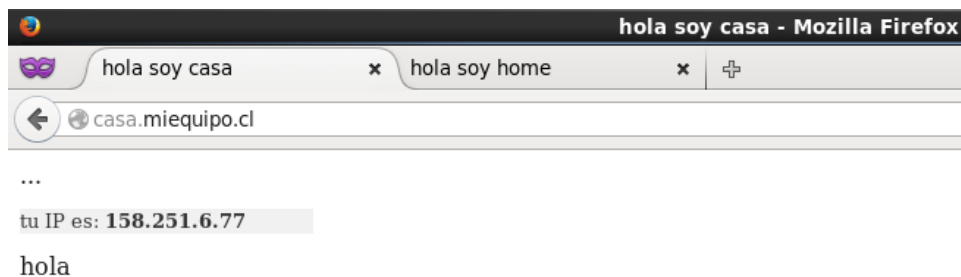 hola soy casa - Mozilla Firefox
hola soy casa
hola soy home
casa.miequipo.cl
...
tu IP es: 158.251.6.77
hola